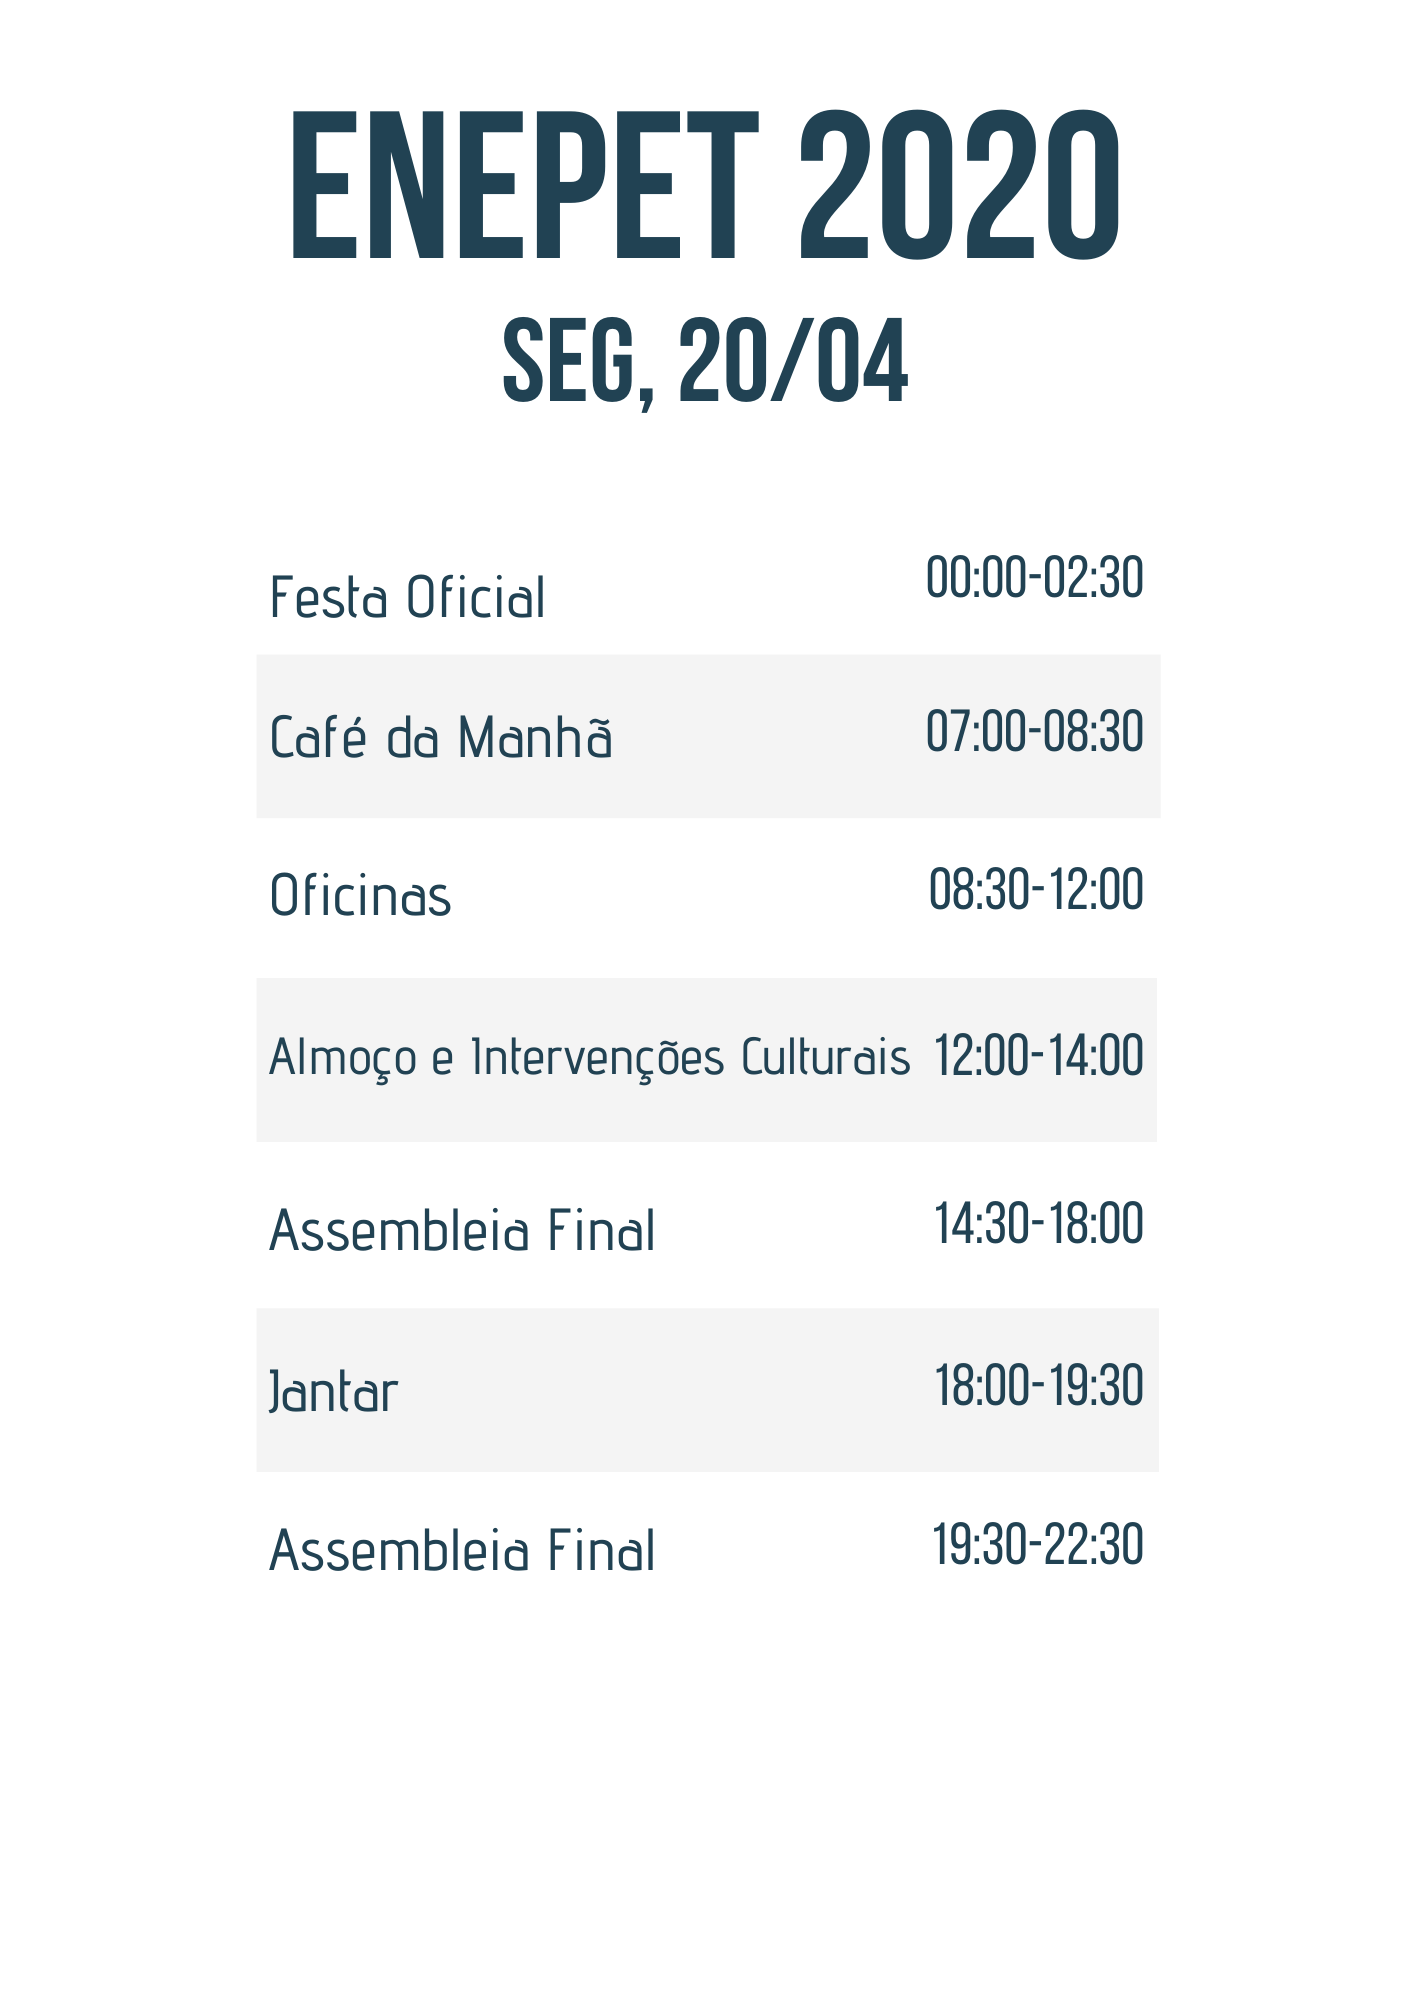 ENEPET 2020
SEG, 20/04
Festa Oficial 00:00-02:30
Café da Manhã 07:00-08:30
Oficinas 08:30-12:00
Almoço e Intervenções Culturais 12:00-14:00
Assembleia Final 14:30-18:00
Jantar 18:00-19:30
Assembleia Final 19:30-22:30